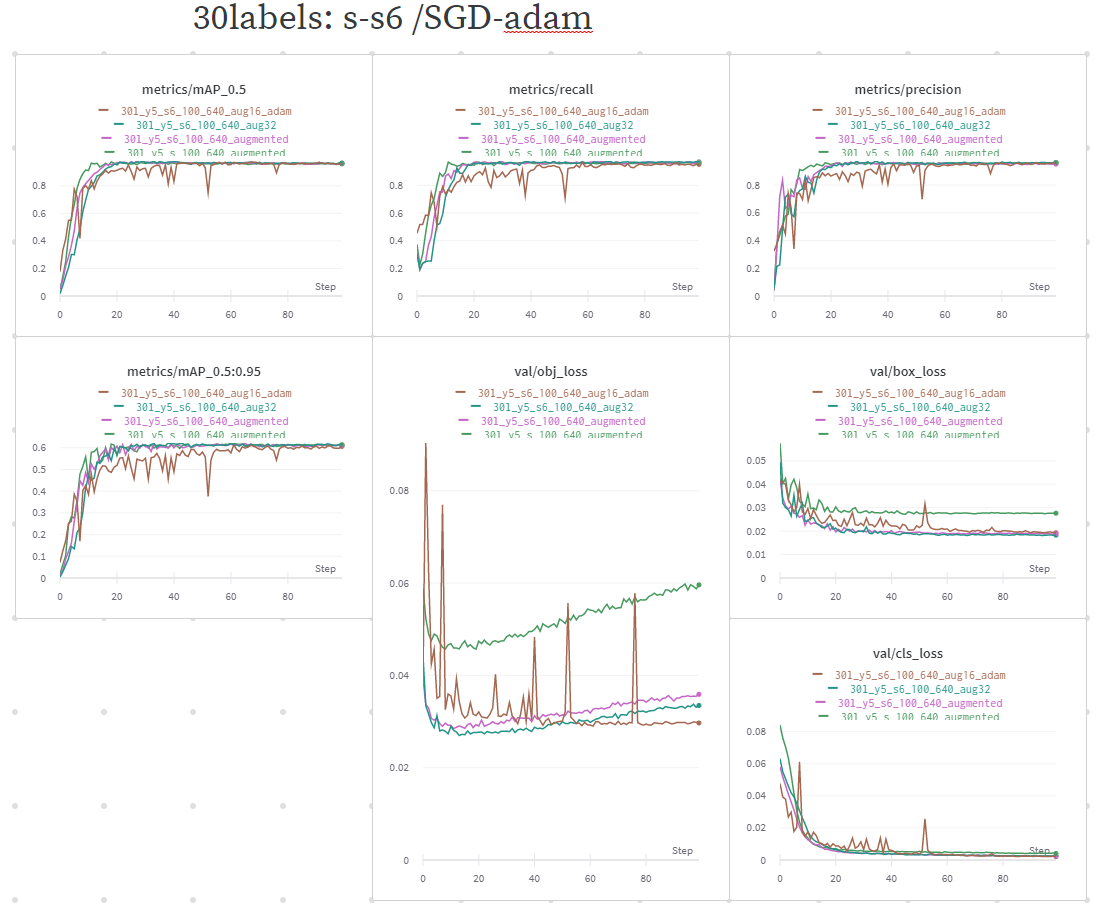 30labels: s-s6 /SGD-adam
metrics/mAP_0.5
301_y5_s6_100_640_aug16_adam
301_y5_s6_100_640_aug32
301_y5_s6_100_640_augmented
301_y5_s_100_640_augmented
0.8
0.6
0.4
0.2
0
Step
0 20 40 60 80
metrics/recall
301_y5_s6_100_640_aug16_adam
301_y5_s6_100_640_aug32
301_y5_s6_100_640_augmented
301_y5_s_100_640_augmented
0.8
0.6
0.4
0.2
0
Step
0 20 40 60 80
metrics/precision
301_y5_s6_100_640_aug16_adam
301_y5_s6_100_640_aug32
301_y5_s6_100_640_augmented
301_y5_s_100_640_augmented
0.8
0.6
0.4
0.2
0
Step
0 20 40 60 80
metrics/mAP_0.5:0.95
301_y5_s6_100_640_aug16_adam
301_y5_s6_100_640_aug32
301_y5_s6_100_640_augmented
301_y5_s_100_640_augmented
0.6
0.5
0.4
0.3
0.2
0.1
0
Step
0 20 40 60 80
val/obj_loss
301_y5_s6_100_640_aug16_adam
301_y5_s6_100_640_aug32
301_y5_s6_100_640_augmented
301_y5_s_100_640_augmented
0.08
0.06
0.04
0.02
0
Step
0 20 40 60 80
val/box_loss
301_y5_s6_100_640_aug16_adam
301_y5_s6_100_640_aug32
301_y5_s6_100_640_augmented
301_y5_s_100_640_augmented
0.05
0.04
0.03
0.02
0.01
0
Step
0 20 40 60 80
val/cls_loss
301_y5_s6_100_640_aug16_adam
301_y5_s6_100_640_aug32
301_y5_s6_100_640_augmented
301_y5_s_100_640_augmented
0.08
0.06
0.04
0.02
0
Step
0 20 40 60 80